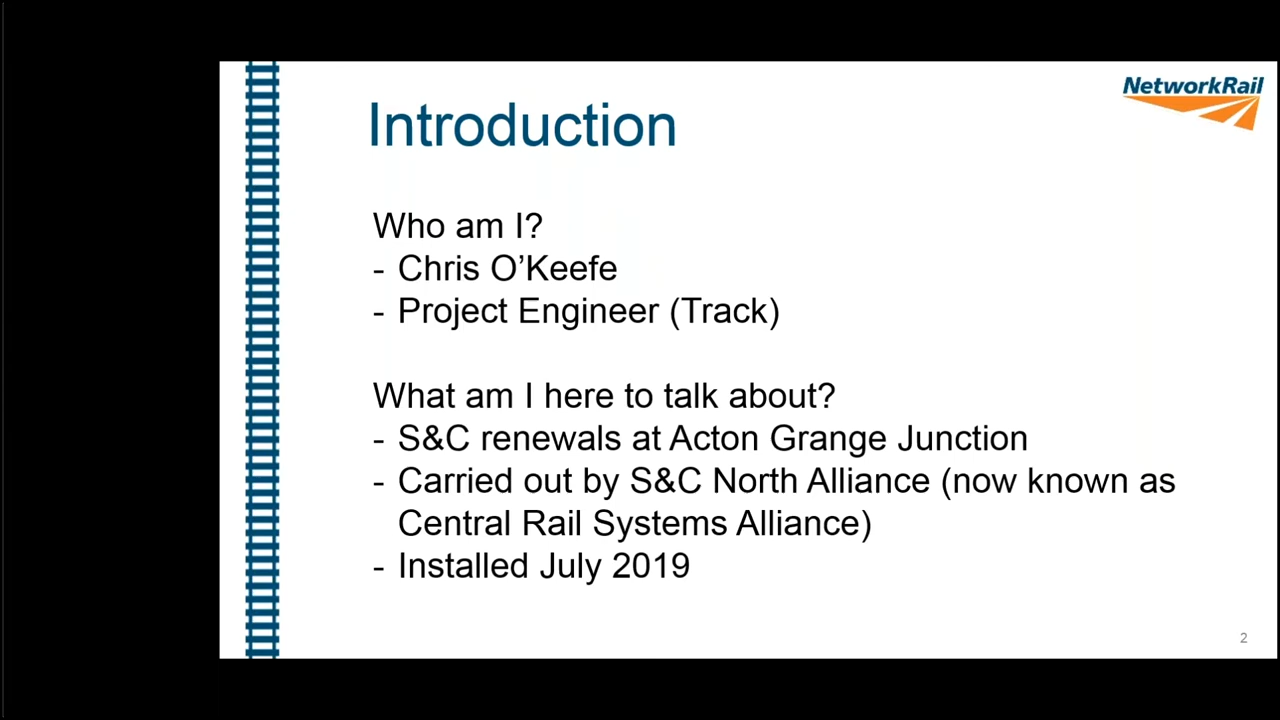 NetworkRail
Introduction
Who am I?
- Chris O’Keefe
- Project Engineer (Track)
What am I here to talk about?
- S&C renewals at Acton Grange Junction
- Carried out by S&C North Alliance (now known as
Central Rail Systems Alliance)
- Installed July 2019
2